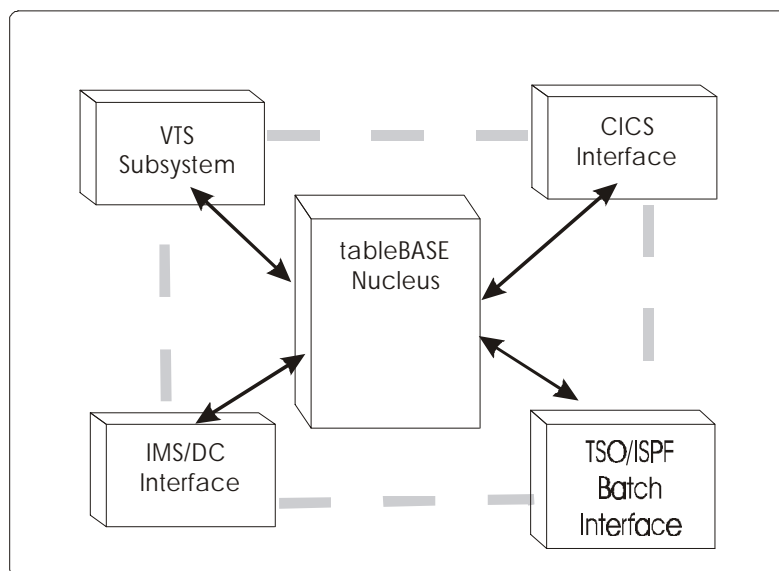 VTS
Subsystem
CICS
Interface
tableBASE
Nucleus
IMS/DC
Interface
TSO/ISPF
Batch
Interface